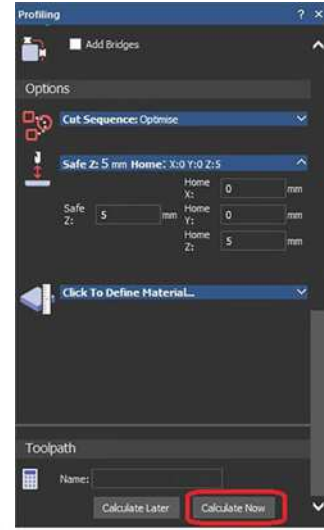 Profiling ? ×
Add Bridges
Options
Cut Sequence: Optimise
Safe Z: 5 mm Home: X:0 Y:0 Z:5
Home X: 0 mm
Safe Z: 5 mm Home Y: 0 mm
Home Z: 5 mm
Click To Define Material...
Toolpath
Name:
Calculate Later Calculate Now